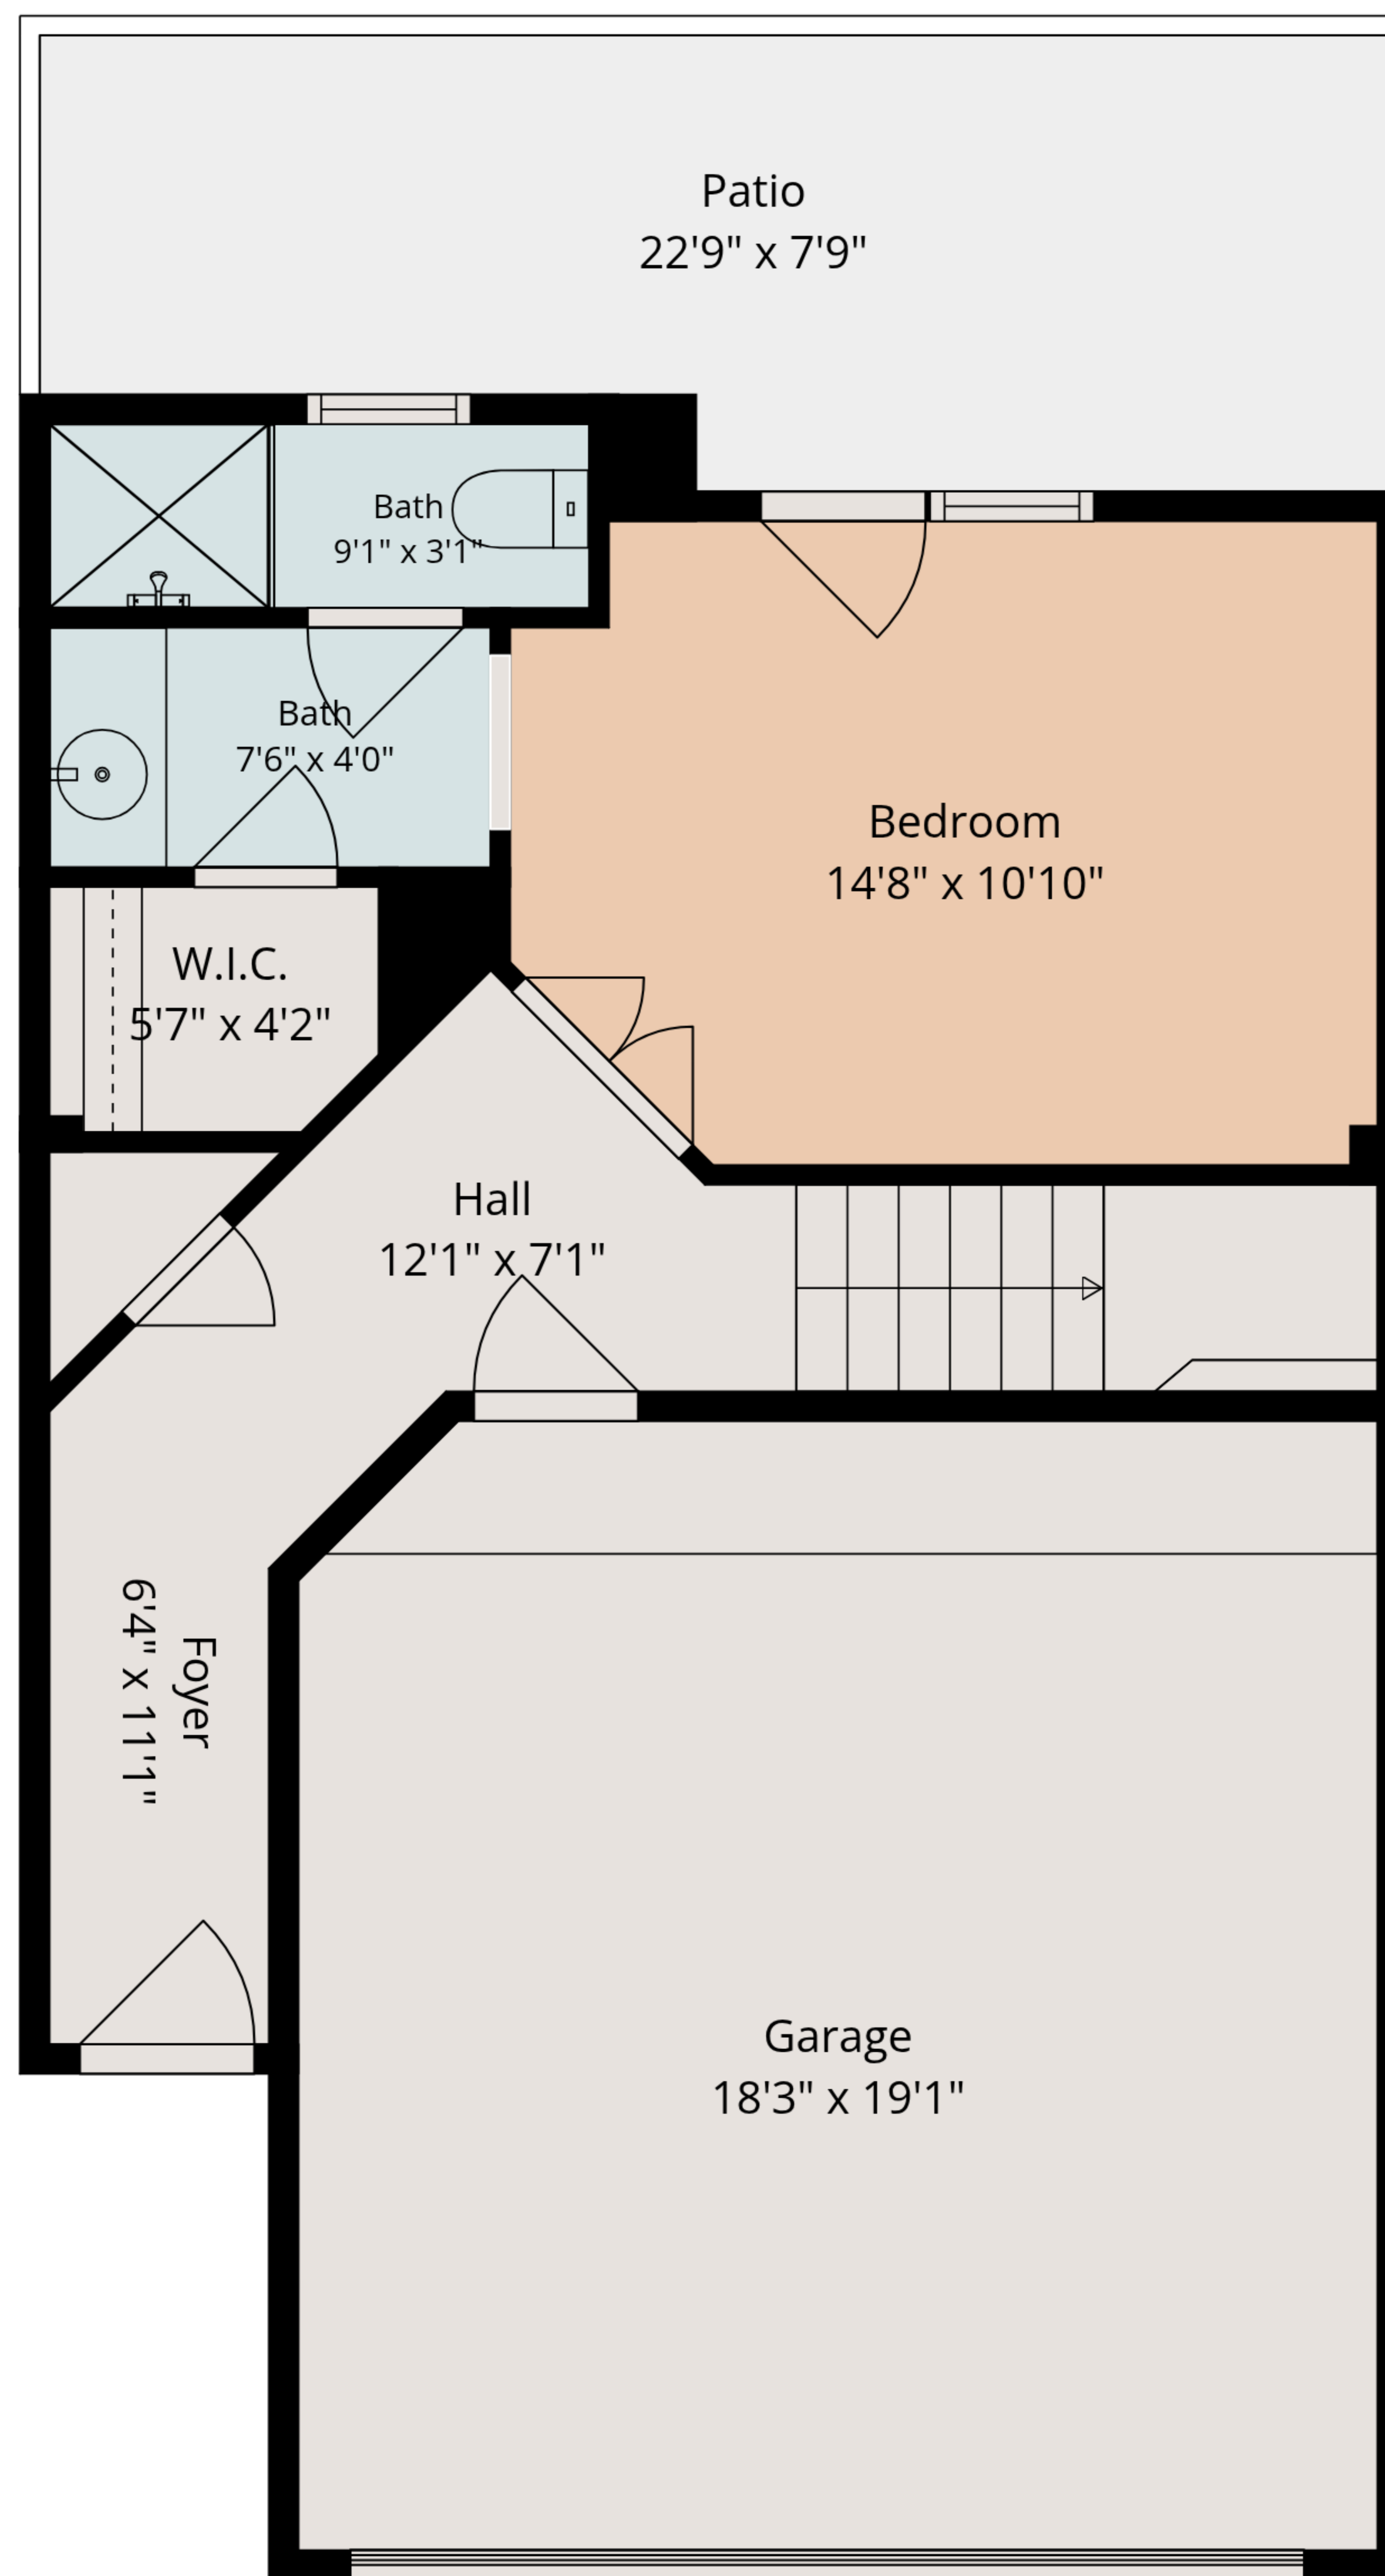 Patio
22'9" x 7'9"
Bath
9'1" x 3'1"
Bath
7'6" x 4'0"
Bedroom
14'8" x 10'10"
W.I.C.
5'7" x 4'2"
Hall
12'1" x 7'1"
Foyer
6'4" x 11'1"
Garage
18'3" x 19'1"